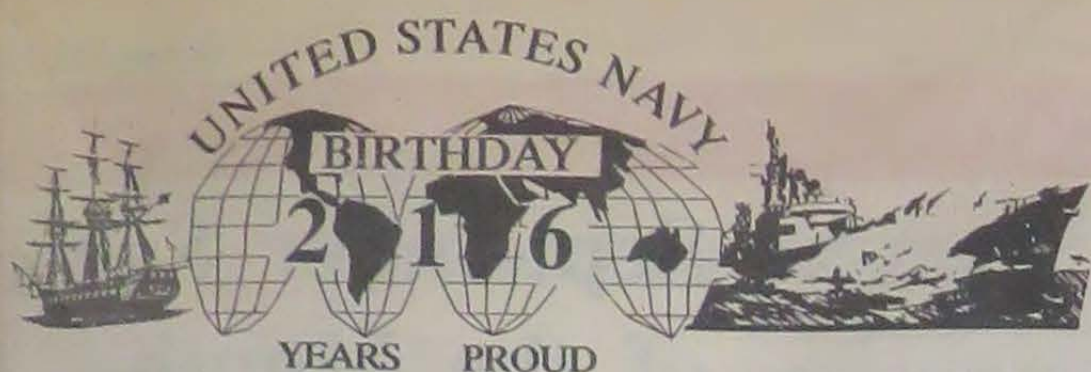 UNITED STATES NAVY
BIRTHDAY
216
YEARS PROUD